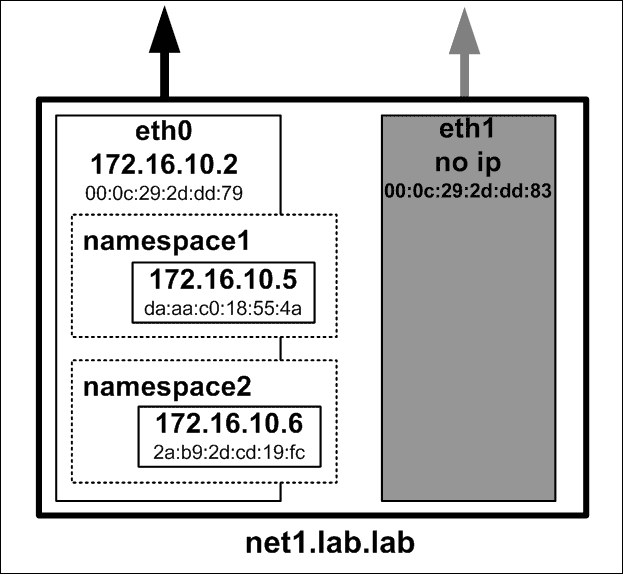 eth0
172.16.10.2
00:0c:29:2d:dd:79
namespace1
172.16.10.5
da:aa:c0:18:55:4a
namespace2
172.16.10.6
2a:b9:2d:cd:19:fc
eth1
no ip
00:0c:29:2d:dd:83
net1.lab.lab